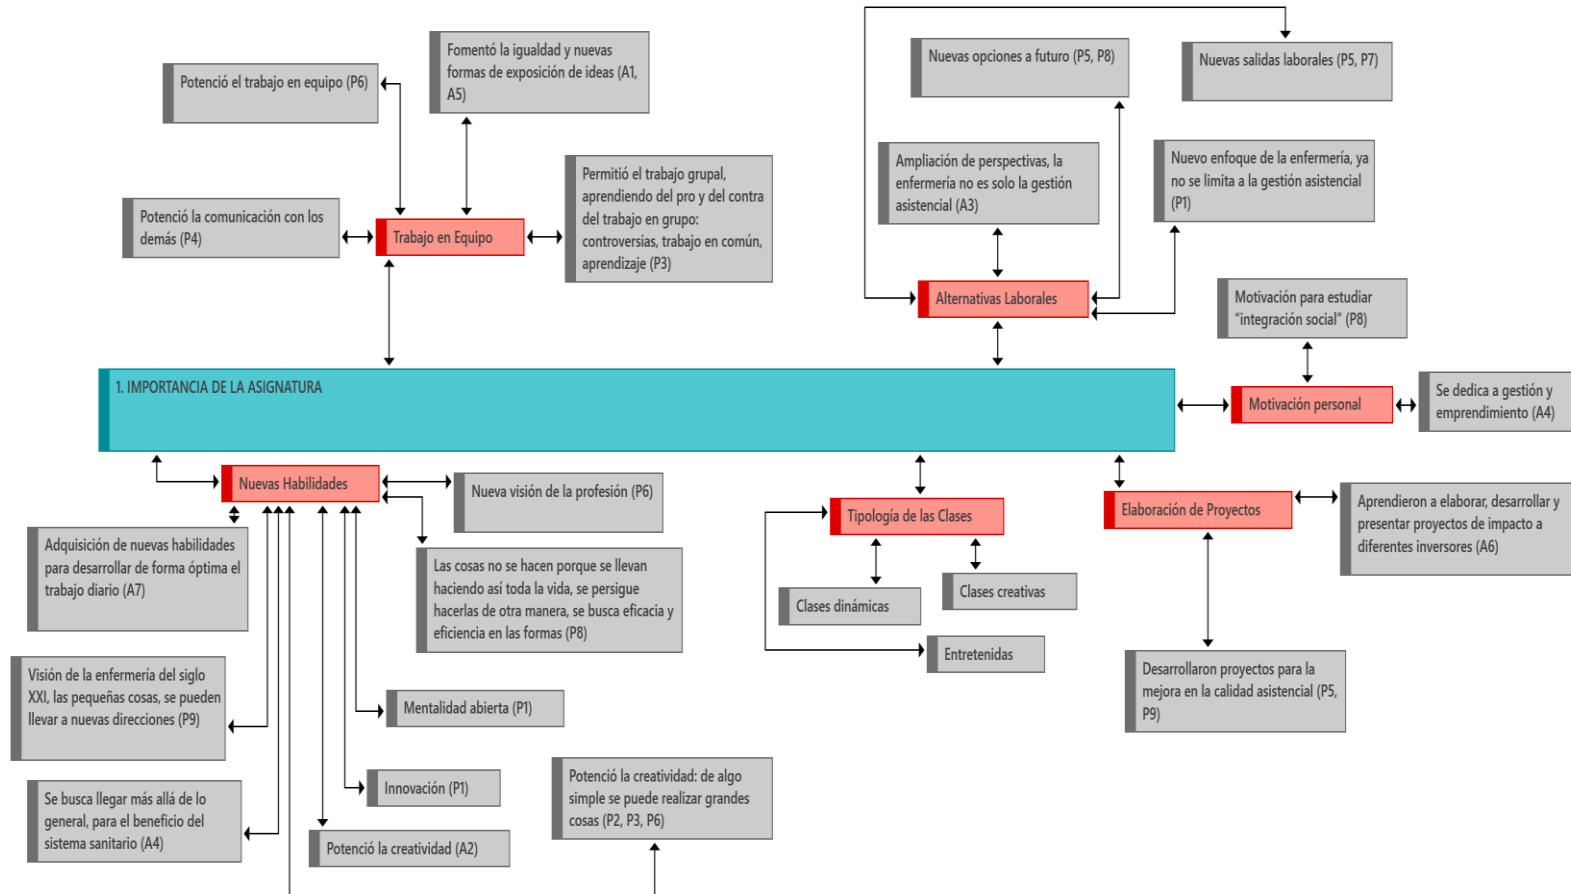 Fomentó la igualdad y nuevas
formas de exposición de ideas (A1,
A5)
Potenció el trabajo en equipo (P6)
Permitió el trabajo grupal,
aprendiendo del pro y del contra
del trabajo en grupo:
controversias, trabajo en común,
aprendizaje (P3)
Potenció la comunicación con los
demás (P4)
Trabajo en Equipo
Nuevas opciones a futuro (P5, P8)
Nuevas salidas laborales (P5, P7)
Ampliación de perspectivas, la
enfermería no es solo la gestión
asistencial (A3)
Nuevo enfoque de la enfermería, ya
no se limita a la gestión asistencial
(P1)
Alternativas Laborales
Motivación para estudiar
“integración social” (P8)
1. IMPORTANCIA DE LA ASIGNATURA
Motivación personal
Se dedica a gestión y
emprendimiento (A4)
Nuevas Habilidades
Nueva visión de la profesión (P6)
Adquisición de nuevas habilidades
para desarrollar de forma óptima el
trabajo diario (A7)
Las cosas no se hacen porque se llevan
haciendo así toda la vida, se persigue
hacerlas de otra manera, se busca eficacia y
eficiencia en las formas (P8)
Visión de la enfermería del siglo
XXI, las pequeñas cosas, se pueden
llevar a nuevas direcciones (P9)
Mentalidad abierta (P1)
Innovación (P1)
Se busca llegar más allá de lo
general, para el beneficio del
sistema sanitario (A4)
Potenció la creatividad (A2)
Potenció la creatividad: de algo
simple se puede realizar grandes
cosas (P2, P3, P6)
Tipología de las Clases
Clases dinámicas
Clases creativas
Entretenidas
Elaboración de Proyectos
Aprendieron a elaborar, desarrollar y
presentar proyectos de impacto a
diferentes inversores (A6)
Desarrollaron proyectos para la
mejora en la calidad asistencial (P5,
P9)